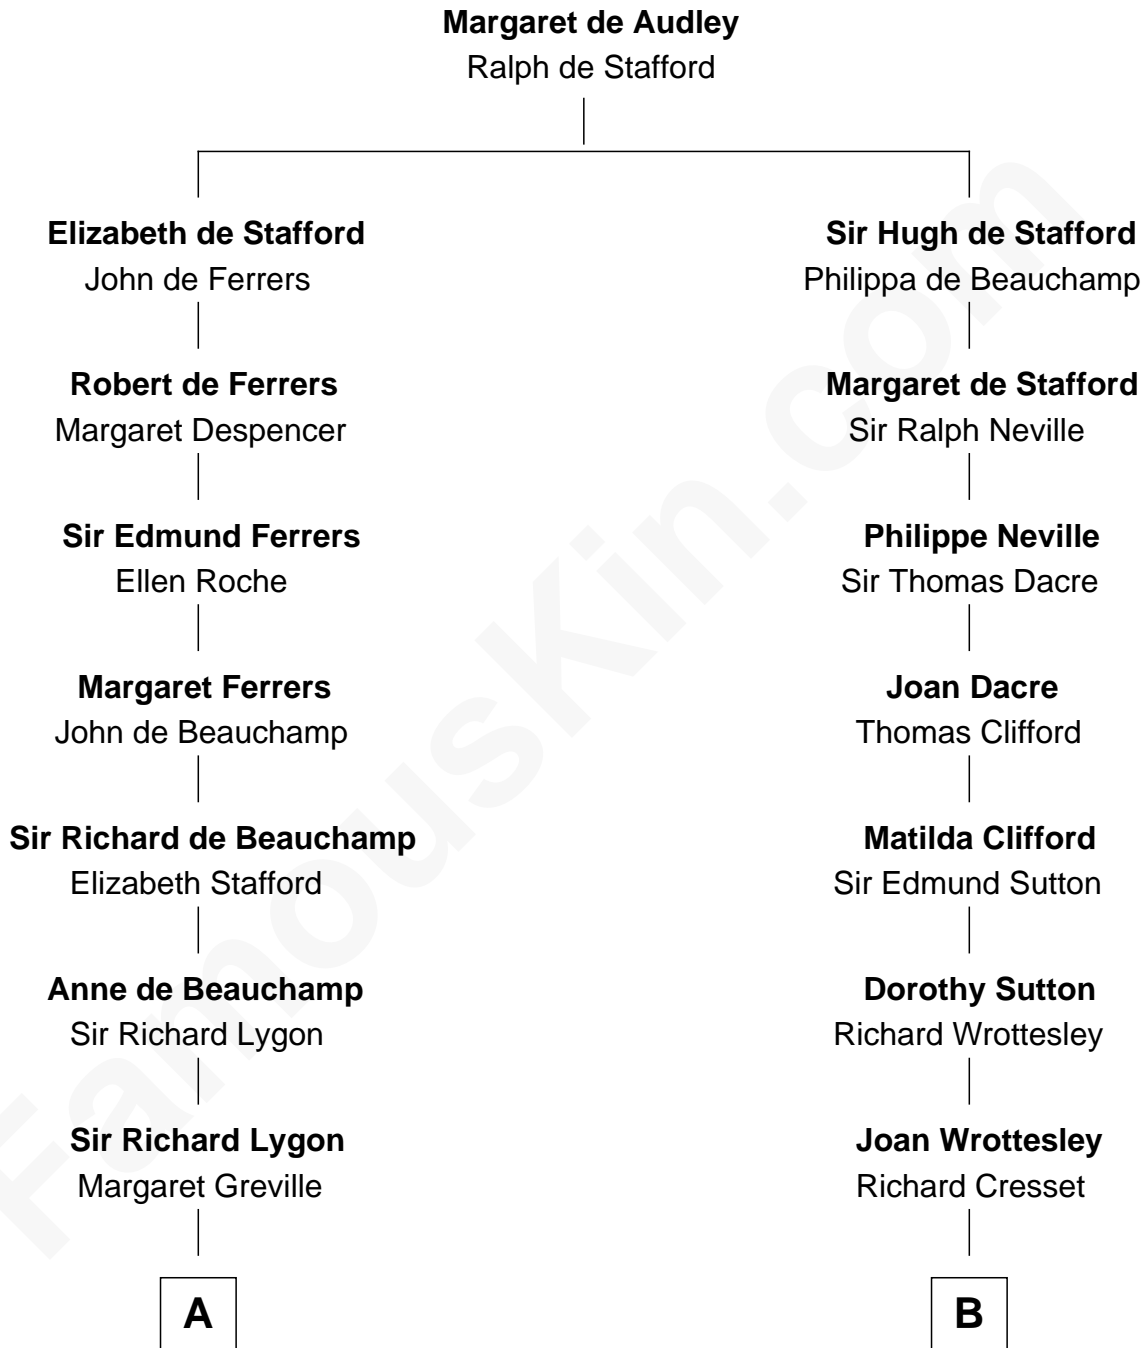 Margaret de Audley
Ralph de Stafford
Elizabeth de Stafford
John de Ferrers
Sir Hugh de Stafford
Philippa de Beauchamp
Robert de Ferrers
Margaret Despencer
Margaret de Stafford
Sir Ralph Neville
Sir Edmund Ferrers
Ellen Roche
Philippe Neville
Sir Thomas Dacre
Margaret Ferrers
John de Beauchamp
Joan Dacre
Thomas Clifford
Sir Richard de Beauchamp
Elizabeth Stafford
Matilda Clifford
Sir Edmund Sutton
Anne de Beauchamp
Sir Richard Lygon
Dorothy Sutton
Richard Wrottesley
Sir Richard Lygon
Margaret Greville
Joan Wrottesley
Richard Cresset
A
B
FamousKin.com